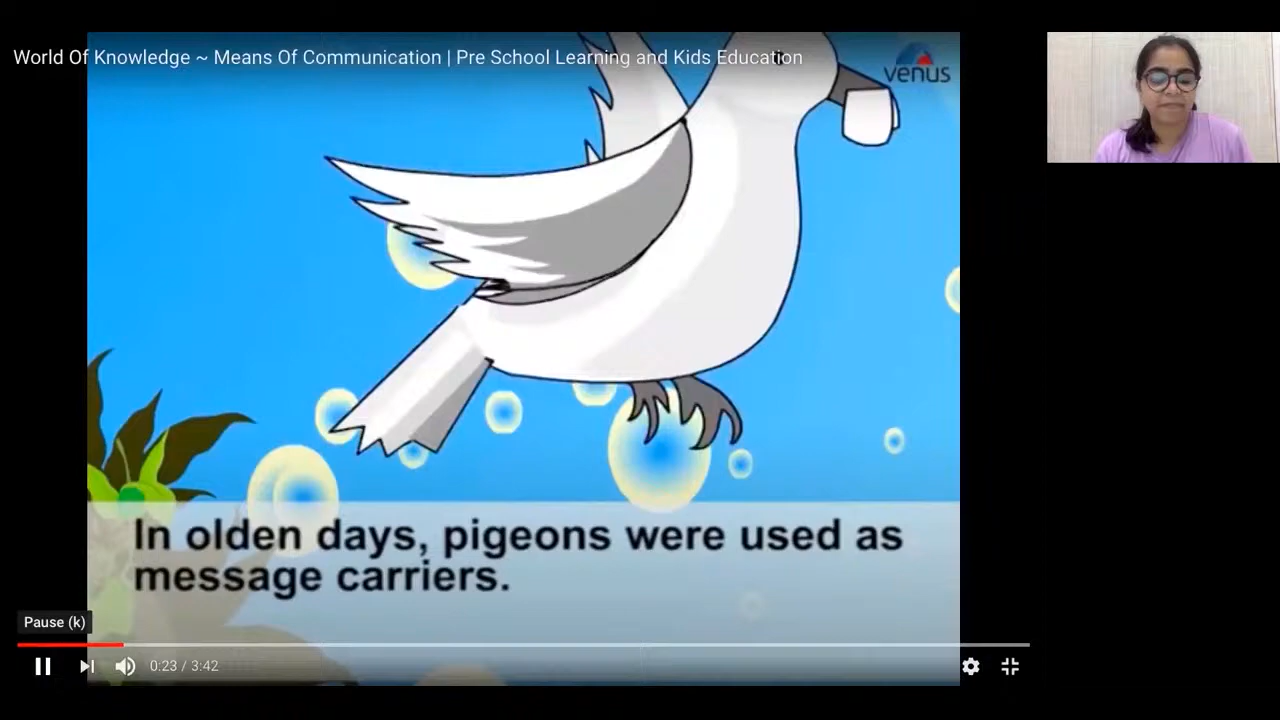 World Of Knowledge ~ Means Of Communication | Pre School Learning and Kids Education
venus
In olden days, pigeons were used as
message carriers.
Pause (k)
0:23 / 3:42